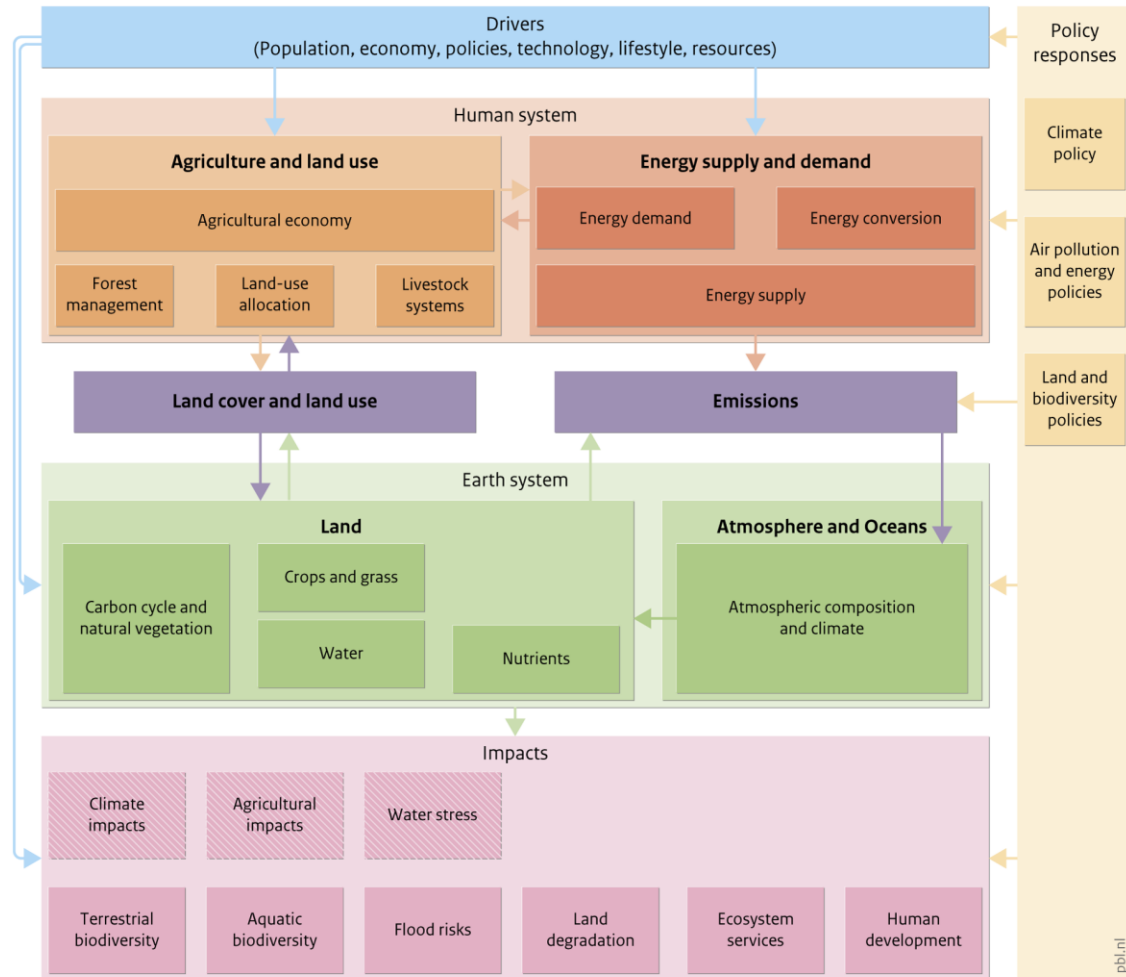 Drivers
(Population, economy, policies, technology, lifestyle, resources)
Policy
responses
Human system
Agriculture and land use
Energy supply and demand
Climate
policy
Agricultural economy
Energy demand
Energy conversion
Air pollution
and energy
policies
Forest
management
Land-use
allocation
Livestock
systems
Energy supply
Land cover and land use
Emissions
Land and
biodiversity
policies
Earth system
Land
Atmosphere and Oceans
Carbon cycle and
natural vegetation
Crops and grass
Water
Nutrients
Atmospheric composition
and climate
Impacts
Climate
impacts
Agricultural
impacts
Water stress
Terrestrial
biodiversity
Aquatic
biodiversity
Flood risks
Land
degradation
Ecosystem
services
Human
development
pbl.nl